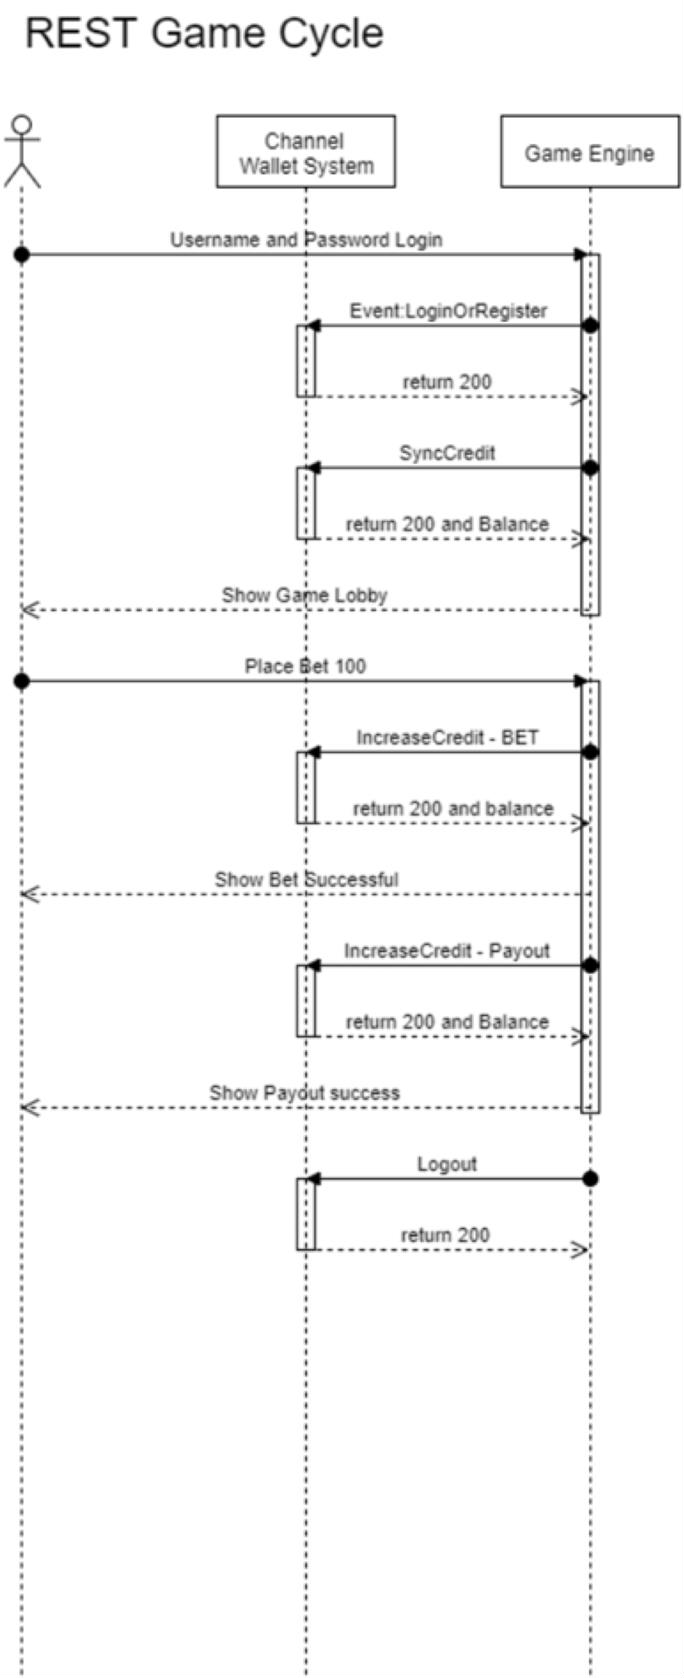 REST Game Cycle
Channel
Wallet System
Game Engine
Username and Password Login
Event:LoginOrRegister
return 200
SyncCredit
return 200 and Balance
Show Game Lobby
Place Bet 100
IncreaseCredit - BET
return 200 and balance
Show Bet Successful
IncreaseCredit - Payout
return 200 and Balance
Show Payout success
Logout
return 200